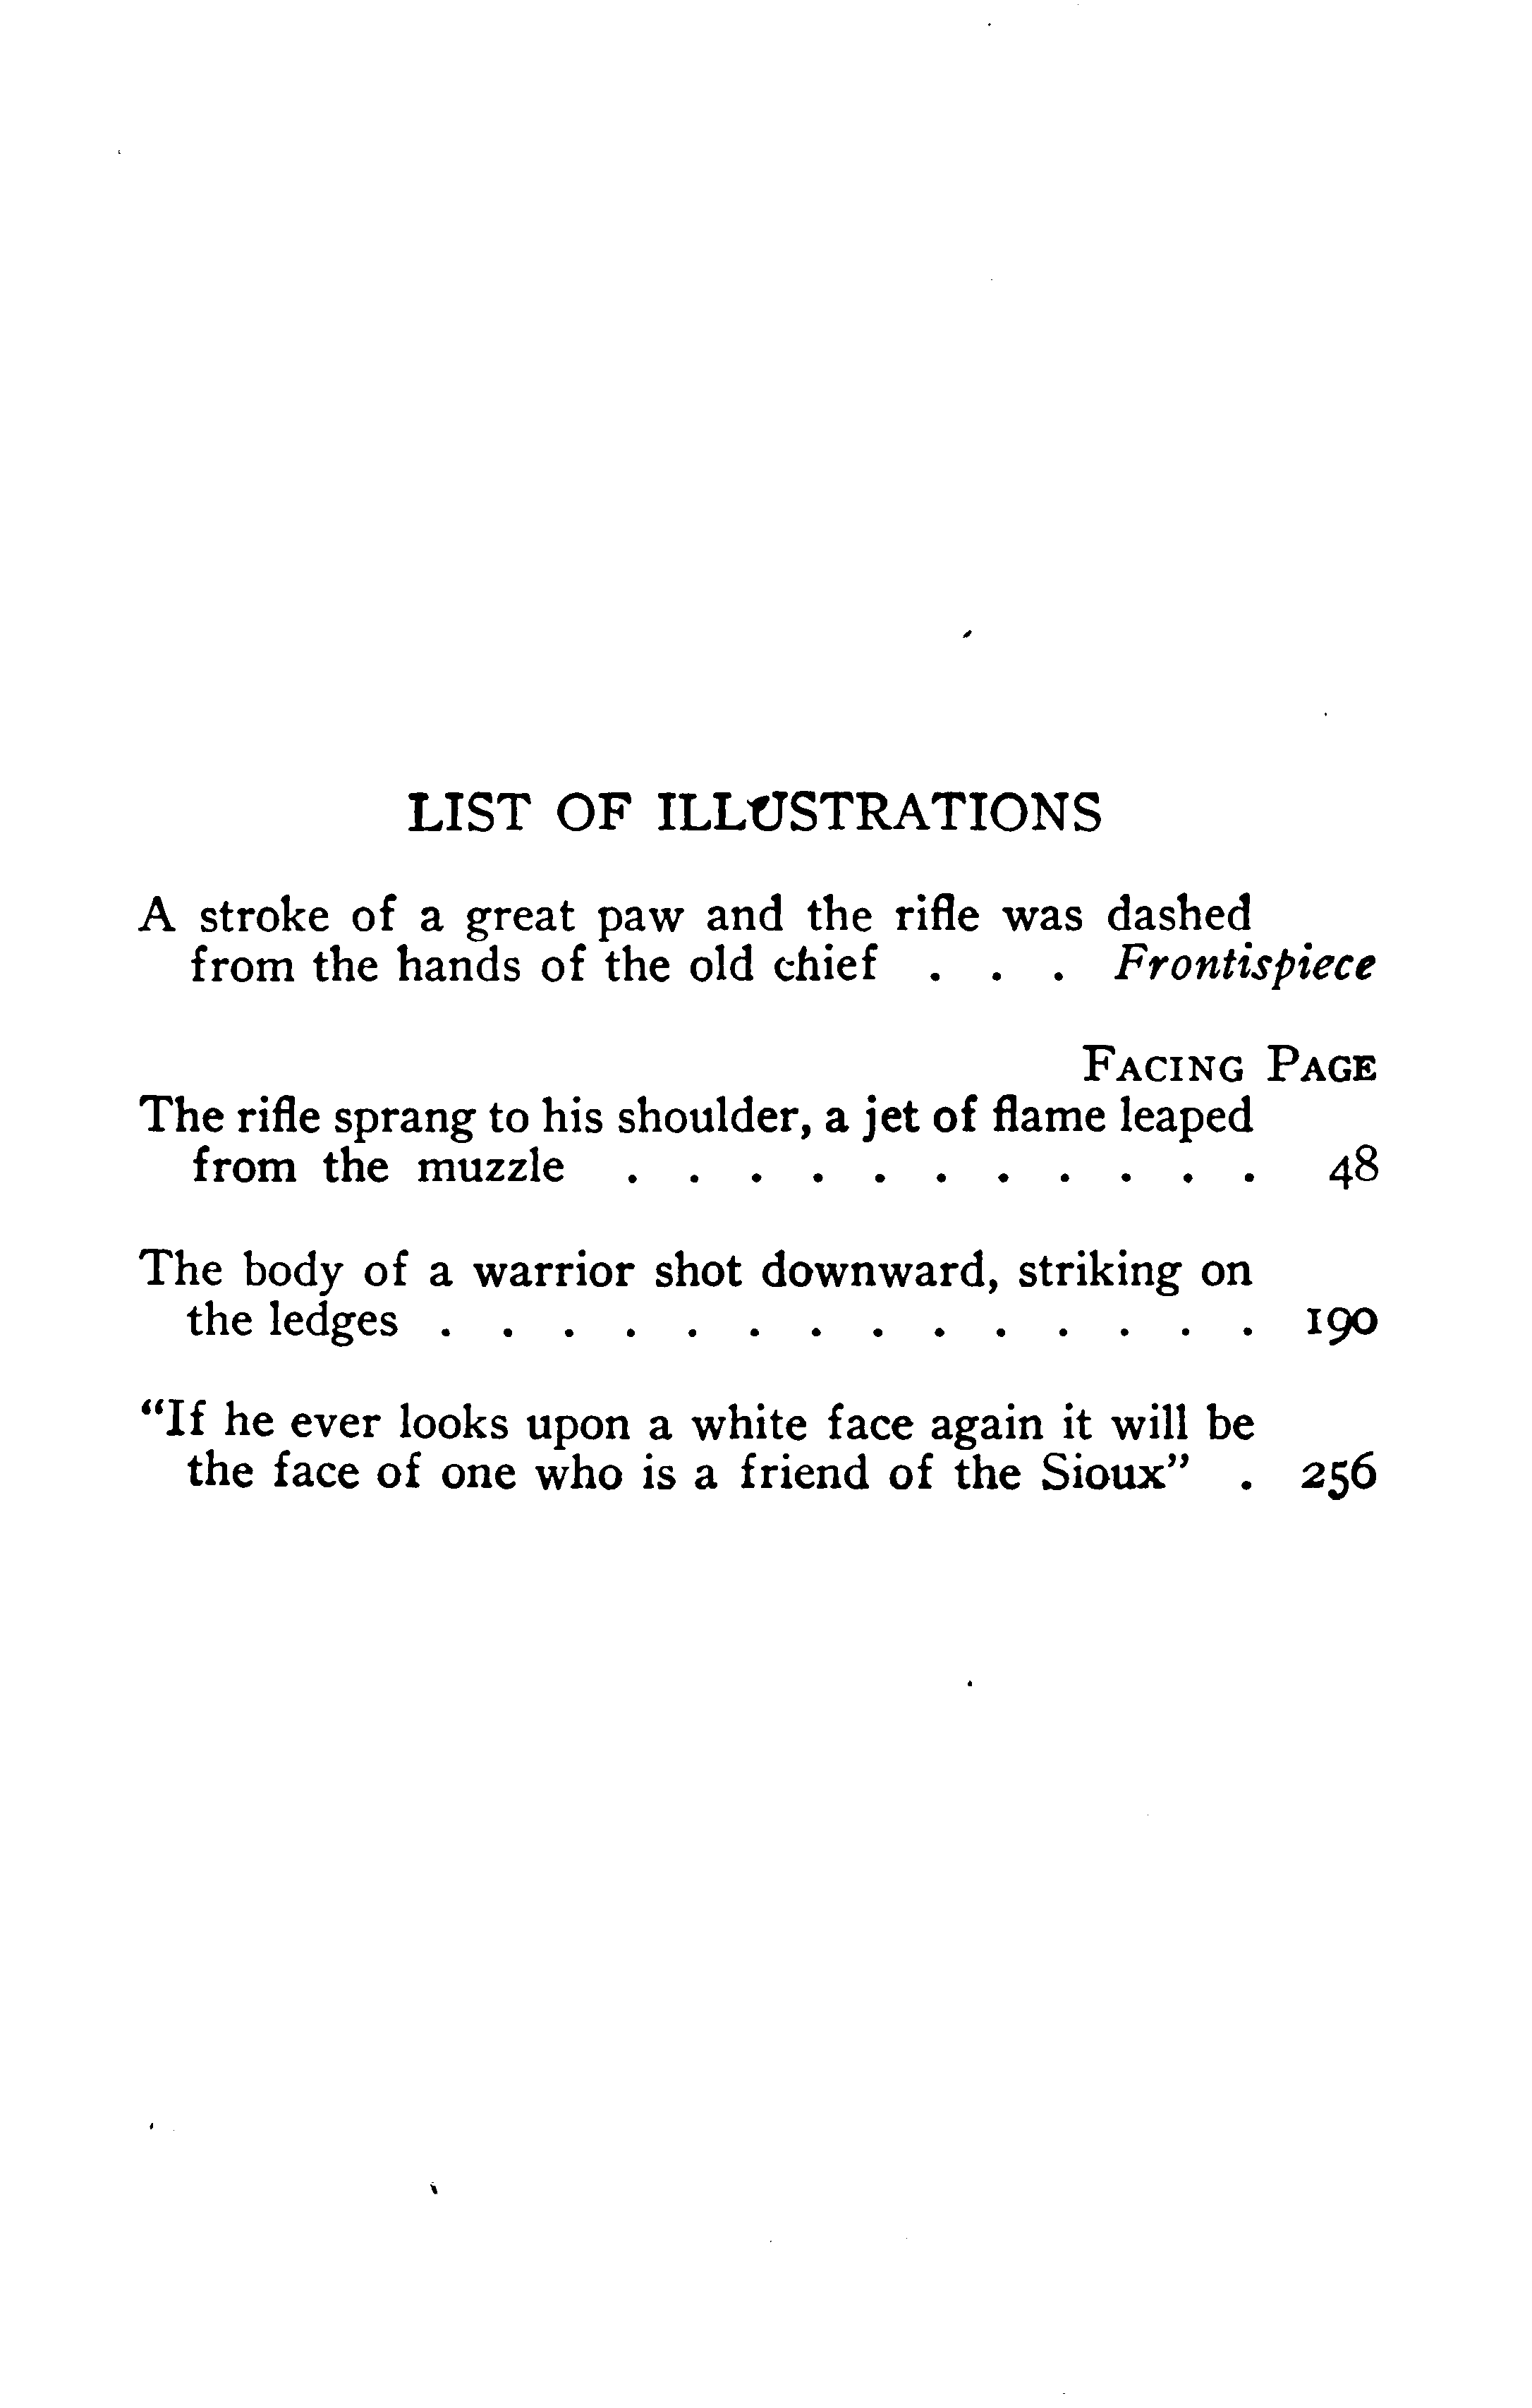 LIST OF ILLUSTRATIONS
A stroke of a great paw and the rifle was dashed
from the hands of the old chief . . . Frontispiece
FACING PAGE
The rifle sprang to his shoulder, a jet of flame leaped
from the muzzle . . . . . . . . . . . 48
The body of a warrior shot downward, striking on
the ledges . . . . . . . . . . . . . . 190
“If he ever looks upon a white face again it will be
the face of one who is a friend of the Sioux” . 256